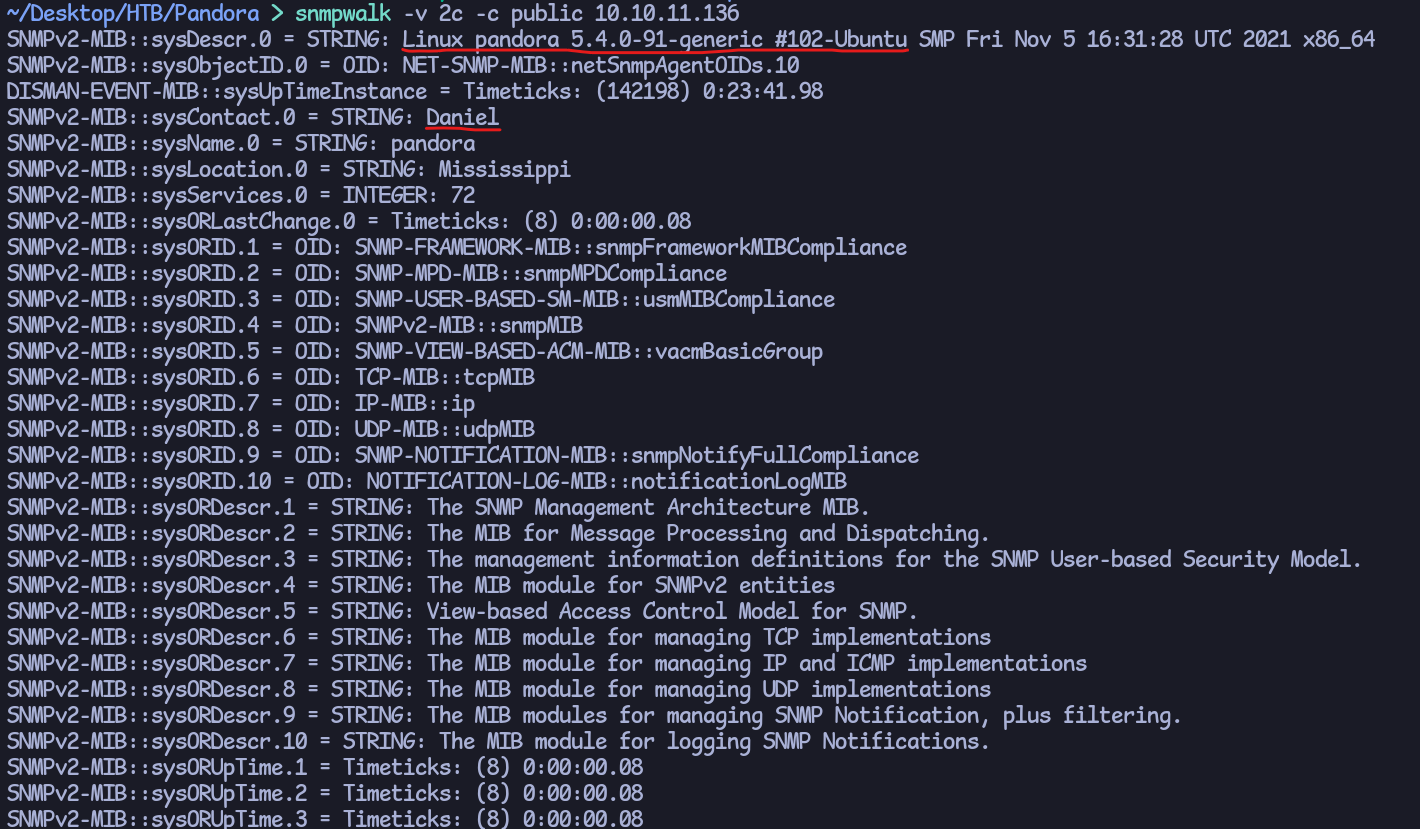 ~/Desktop/HTB/Pandora > snmpwalk -v 2c -c public 10.10.11.136
SNMPv2-MIB::sysDescr.0 = STRING: Linux pandora 5.4.0-91-generic #102-Ubuntu SMP Fri Nov 5 16:31:28 UTC 2021 x86_64
SNMPv2-MIB::sysObjectID.0 = OID: NET-SNMP-MIB::netSnmpAgentOIDs.10
DISMAN-EVENT-MIB::sysUpTimeInstance = Timeticks: (142198) 0:23:41.98
SNMPv2-MIB::sysContact.0 = STRING: Daniel
SNMPv2-MIB::sysName.0 = STRING: pandora
SNMPv2-MIB::sysLocation.0 = STRING: Mississippi
SNMPv2-MIB::sysServices.0 = INTEGER: 72
SNMPv2-MIB::sysORLastChange.0 = Timeticks: (8) 0:00:00.08
SNMPv2-MIB::sysORID.1 = OID: SNMP-FRAMEWORK-MIB::snmpFrameworkMIBCompliance
SNMPv2-MIB::sysORID.2 = OID: SNMP-MPD-MIB::snmpMPDCompliance
SNMPv2-MIB::sysORID.3 = OID: SNMP-USER-BASED-SM-MIB::usmMIBCompliance
SNMPv2-MIB::sysORID.4 = OID: SNMPv2-MIB::snmpMIB
SNMPv2-MIB::sysORID.5 = OID: SNMP-VIEW-BASED-ACM-MIB::vacmBasicGroup
SNMPv2-MIB::sysORID.6 = OID: TCP-MIB::tcpMIB
SNMPv2-MIB::sysORID.7 = OID: IP-MIB::ip
SNMPv2-MIB::sysORID.8 = OID: UDP-MIB::udpMIB
SNMPv2-MIB::sysORID.9 = OID: SNMP-NOTIFICATION-MIB::snmpNotifyFullCompliance
SNMPv2-MIB::sysORID.10 = OID: NOTIFICATION-LOG-MIB::notificationLogMIB
SNMPv2-MIB::sysORDescr.1 = STRING: The SNMP Management Architecture MIB.
SNMPv2-MIB::sysORDescr.2 = STRING: The MIB for Message Processing and Dispatching.
SNMPv2-MIB::sysORDescr.3 = STRING: The management information definitions for the SNMP User-based Security Model.
SNMPv2-MIB::sysORDescr.4 = STRING: The MIB module for SNMPv2 entities
SNMPv2-MIB::sysORDescr.5 = STRING: View-based Access Control Model for SNMP.
SNMPv2-MIB::sysORDescr.6 = STRING: The MIB module for managing TCP implementations
SNMPv2-MIB::sysORDescr.7 = STRING: The MIB module for managing IP and ICMP implementations
SNMPv2-MIB::sysORDescr.8 = STRING: The MIB module for managing UDP implementations
SNMPv2-MIB::sysORDescr.9 = STRING: The MIB modules for managing SNMP Notification, plus filtering.
SNMPv2-MIB::sysORDescr.10 = STRING: The MIB module for logging SNMP Notifications.
SNMPv2-MIB::sysORUpTime.1 = Timeticks: (8) 0:00:00.08
SNMPv2-MIB::sysORUpTime.2 = Timeticks: (8) 0:00:00.08
SNMPv2-MIB::sysORUpTime.3 = Timeticks: (8) 0:00:00.08